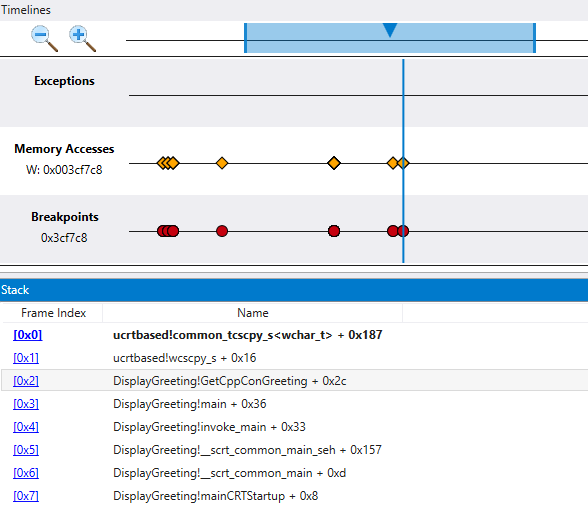 Timelines
Exceptions
Memory Accesses
W: 0x003cf7c8
Breakpoints
0x3cf7c8
Stack
Frame Index Name
[0x0] ucrtbased!common_tcscpy_s<wchar_t> + 0x187
[0x1] ucrtbased!wcscpy_s + 0x16
[0x2] DisplayGreeting!GetCppConGreeting + 0x2c
[0x3] DisplayGreeting!main + 0x36
[0x4] DisplayGreeting!invoke_main + 0x33
[0x5] DisplayGreeting!__scrt_common_main_seh + 0x157
[0x6] DisplayGreeting!__scrt_common_main + 0xd
[0x7] DisplayGreeting!mainCRTStartup + 0x8